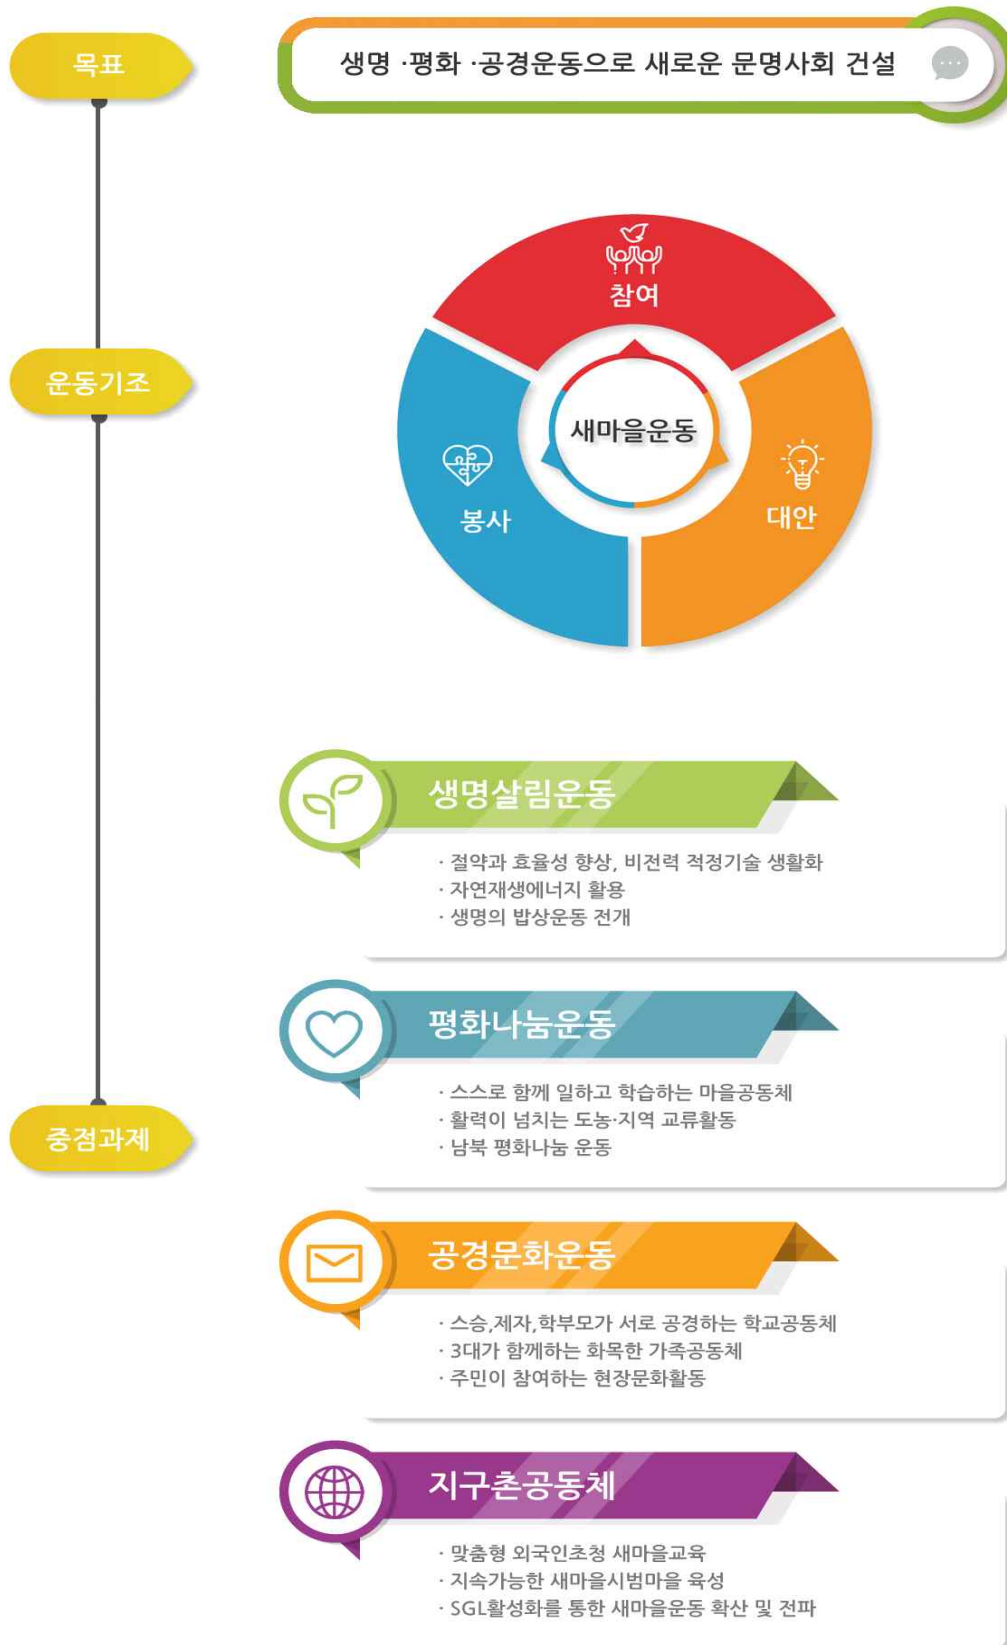 목표
생명 ·평화 ·공경운동으로 새로운 문명사회 건설
운동기조
참여
새마을운동
봉사
대안
중점과제
생명살림운동
· 절약과 효율성 향상, 비전력 적정기술 생활화
· 자연재생에너지 활용
· 생명의 밥상운동 전개
평화나눔운동
· 스스로 함께 일하고 학습하는 마을공동체
· 활력이 넘치는 도농·지역 교류활동
· 남북 평화나눔 운동
공경문화운동
· 스승,제자,학부모가 서로 공경하는 학교공동체
· 3대가 함께하는 화목한 가족공동체
· 주민이 참여하는 현장문화활동
지구촌공동체
· 맞춤형 외국인초청 새마을교육
· 지속가능한 새마을시범마을 육성
· SGL활성화를 통한 새마을운동 확산 및 전파